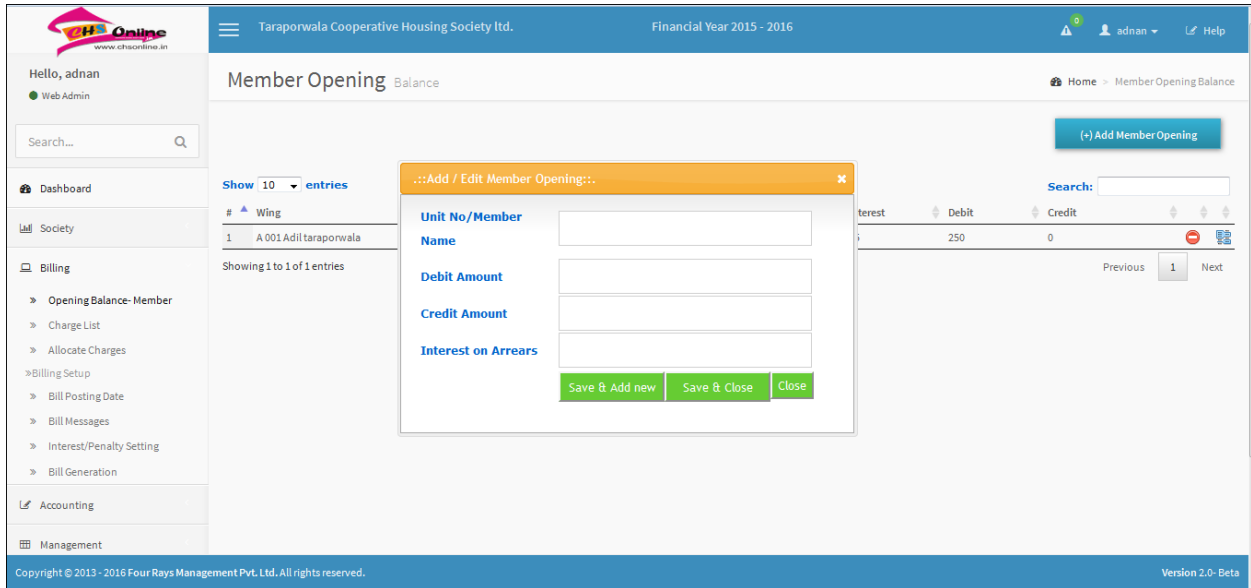 CHS Online
www.chsonline.in
Taraporwala Cooperative Housing Society ltd.
Financial Year 2015 - 2016
0
adnan
Help
Hello, adnan
Web Admin
Search...
Dashboard
Society
Billing
» Opening Balance- Member
» Charge List
» Allocate Charges
»Billing Setup
» Bill Posting Date
» Bill Messages
» Interest/Penalty Setting
» Bill Generation
Accounting
Management
Member Opening Balance
Home > Member Opening Balance
(+) Add Member Opening
Show 10 entries
Search:
# Wing terest Debit Credit
1 A 001 Adil taraporwala 250 0
Showing 1 to 1 of 1 entries
Previous 1 Next
.::Add / Edit Member Opening::.
Unit No/Member
Name
Debit Amount
Credit Amount
Interest on Arrears
Save & Add new Save & Close Close
Copyright © 2013 - 2016 Four Rays Management Pvt. Ltd. All rights reserved.
Version 2.0- Beta